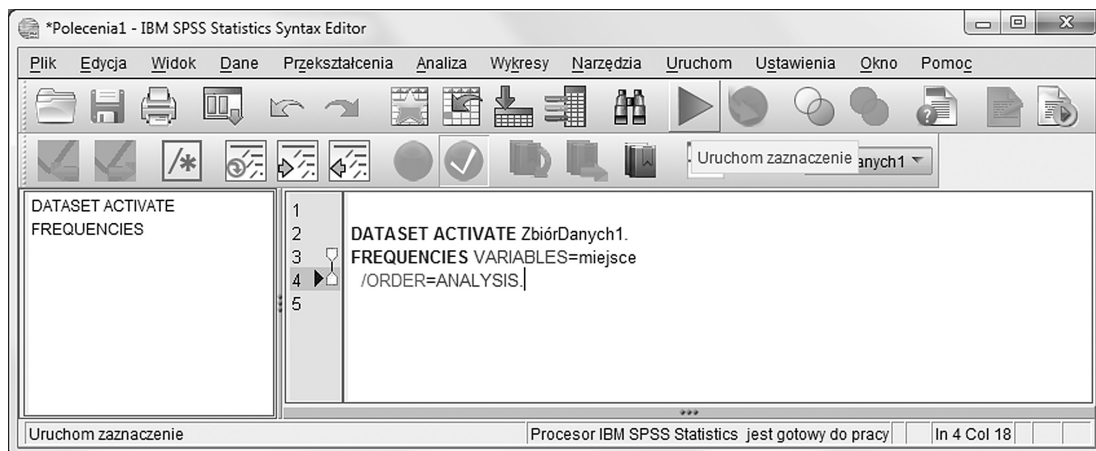 *Polecenia1 - IBM SPSS Statistics Syntax Editor
Plik Edycja Widok Dane Przekształcenia Analiza Wykresy Narzędzia Uruchom Ustawienia Okno Pomoc
/*
Uruchom zaznaczenie
anych1
DATASET ACTIVATE
FREQUENCIES
1
2 DATASET ACTIVATE ZbiórDanych1.
3 FREQUENCIES VARIABLES=miejsce
4 /ORDER=ANALYSIS.
5
Uruchom zaznaczenie
Procesor IBM SPSS Statistics jest gotowy do pracy
In 4 Col 18